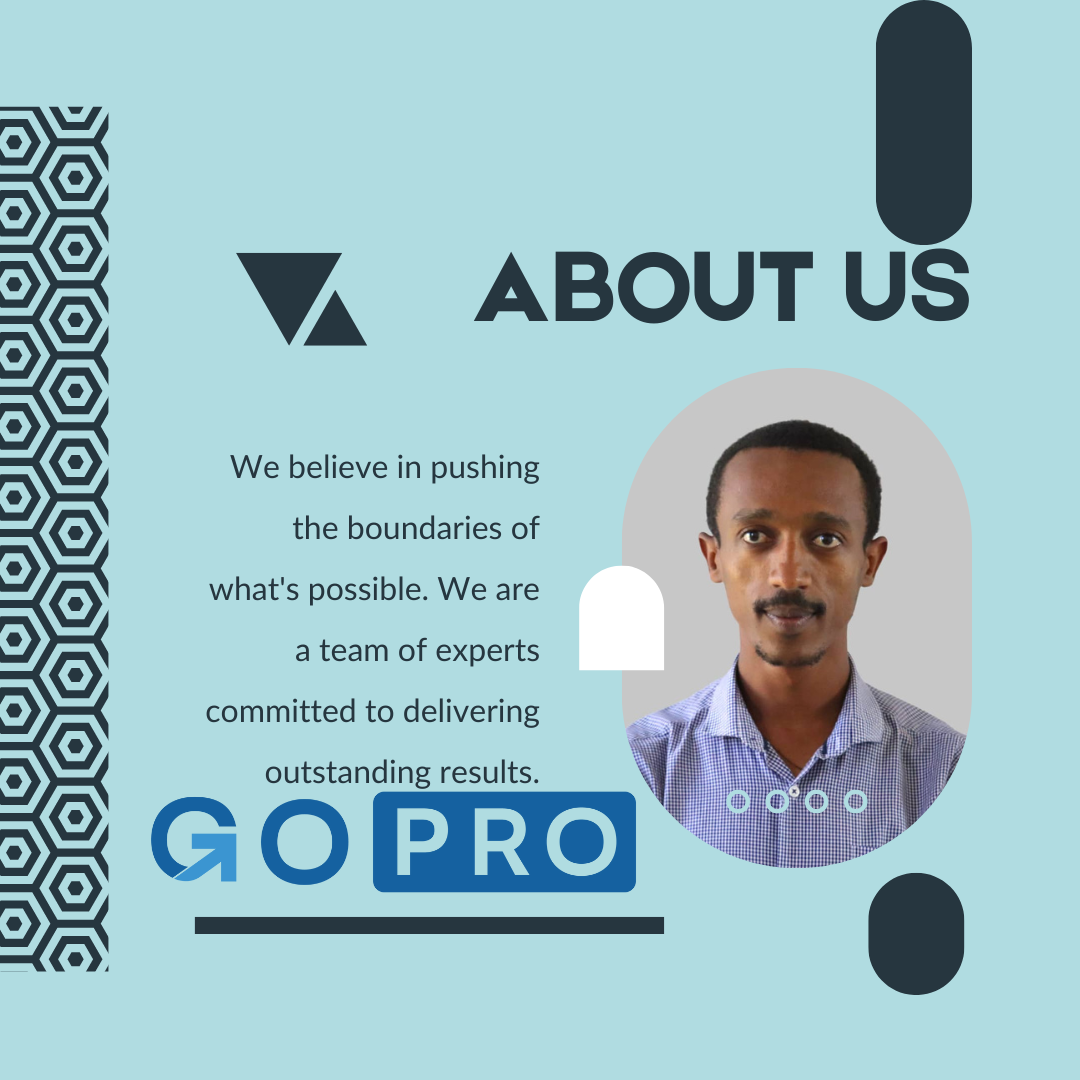 ABOUT US
We believe in pushing
the boundaries of
what's possible. We are
a team of experts
committed to delivering
outstanding results.
GO PRO